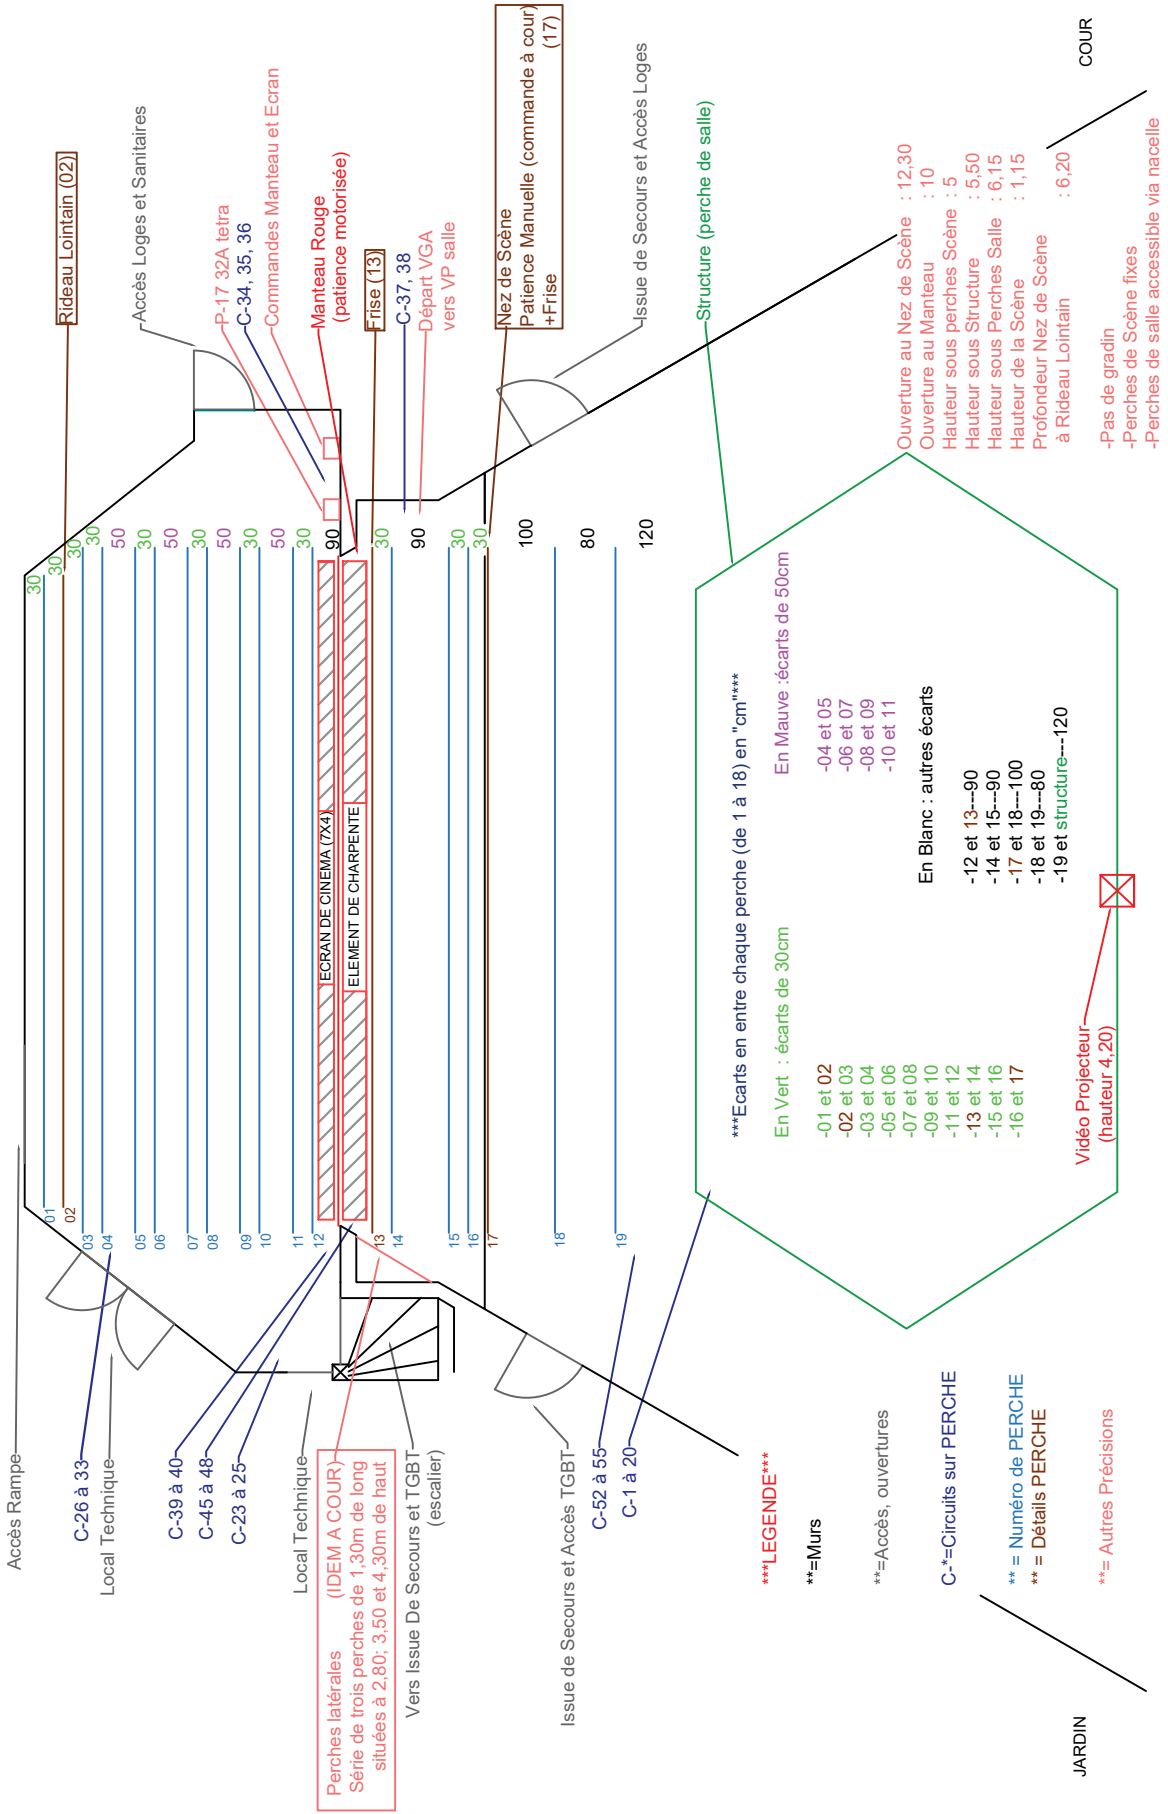 Accès Rampe
C-26 à 33
Local Technique
C-39 à 40
C-45 à 48
C-23 à 25
Local Technique
Perches latérales (IDEM A COUR)
Série de trois perches de 1,30m de long
situées à 2,80; 3,50 et 4,30m de haut
Vers Issue De Secours et TGBT
(escalier)
Issue de Secours et Accès TGBT
C-52 à 55
C-1 à 20
01
02
03
04
05
06
07
08
09
10
11
12
13
14
15
16
17
18
19
ECRAN DE CINEMA (7X4)
ELEMENT DE CHARPENTE
30
30
30
30
50
30
50
30
50
30
50
30
90
30
90
30
30
100
80
120
Rideau Lointain (02)
Accès Loges et Sanitaires
P-17 32A tetra
C-34, 35, 36
Commandes Manteau et Ecran
Manteau Rouge
(patience motorisée)
Frise (13)
C-37, 38
Départ VGA
vers VP salle
Nez de Scène
Patience Manuelle (commande à cour)
+Frise (17)
Issue de Secours et Accès Loges
Structure (perche de salle)
***Ecarts en entre chaque perche (de 1 à 18) en "cm"***
En Vert : écarts de 30cm
-01 et 02
-02 et 03
-03 et 04
-05 et 06
-07 et 08
-09 et 10
-11 et 12
-13 et 14
-15 et 16
-16 et 17
En Mauve :écarts de 50cm
-04 et 05
-06 et 07
-08 et 09
-10 et 11
En Blanc : autres écarts
-12 et 13---90
-14 et 15---90
-17 et 18---100
-18 et 19---80
-19 et structure---120
Vidéo Projecteur
(hauteur 4,20)
***LEGENDE***
**=Murs
**=Accès, ouvertures
C-*=Circuits sur PERCHE
** = Numéro de PERCHE
** = Détails PERCHE
**= Autres Précisions
JARDIN
COUR
Ouverture au Nez de Scène : 12,30
Ouverture au Manteau : 10
Hauteur sous perches Scène : 5
Hauteur sous Structure : 5,50
Hauteur sous Perches Salle : 6,15
Hauteur de la Scène : 1,15
Profondeur Nez de Scène
à Rideau Lointain : 6,20
-Pas de gradin
-Perches de Scène fixes
-Perches de salle accessible via nacelle